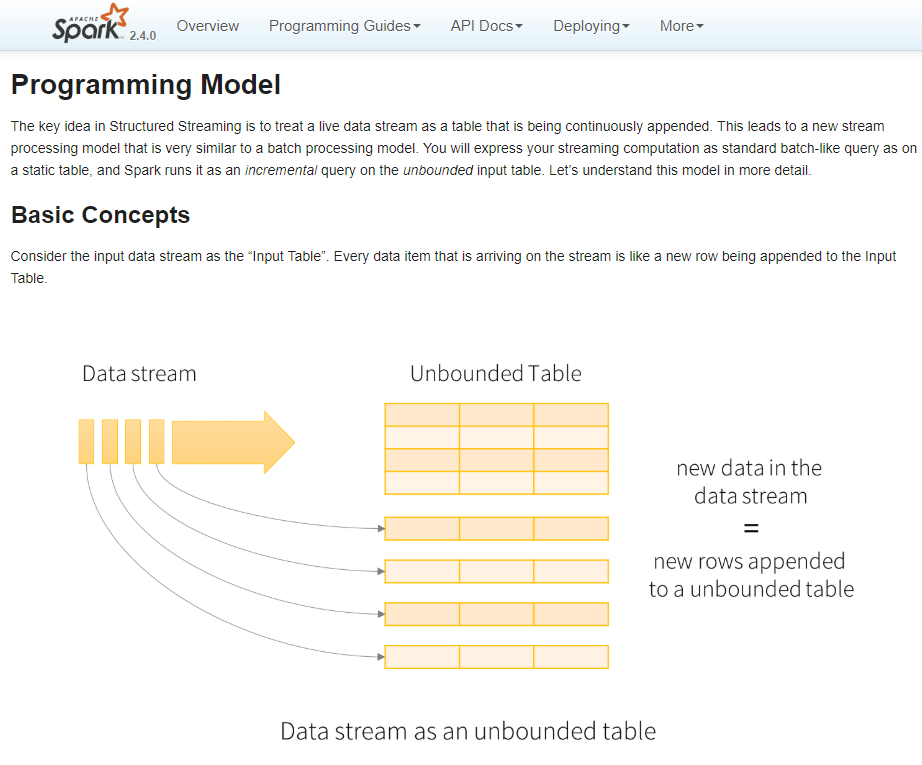 APACHE
Spark 2.4.0 Overview Programming Guides API Docs Deploying More
Programming Model
The key idea in Structured Streaming is to treat a live data stream as a table that is being continuously appended. This leads to a new stream
processing model that is very similar to a batch processing model. You will express your streaming computation as standard batch-like query as on
a static table, and Spark runs it as an incremental query on the unbounded input table. Let’s understand this model in more detail.
Basic Concepts
Consider the input data stream as the “Input Table”. Every data item that is arriving on the stream is like a new row being appended to the Input
Table.
Data stream
Unbounded Table
new data in the
data stream
=
new rows appended
to a unbounded table
Data stream as an unbounded table